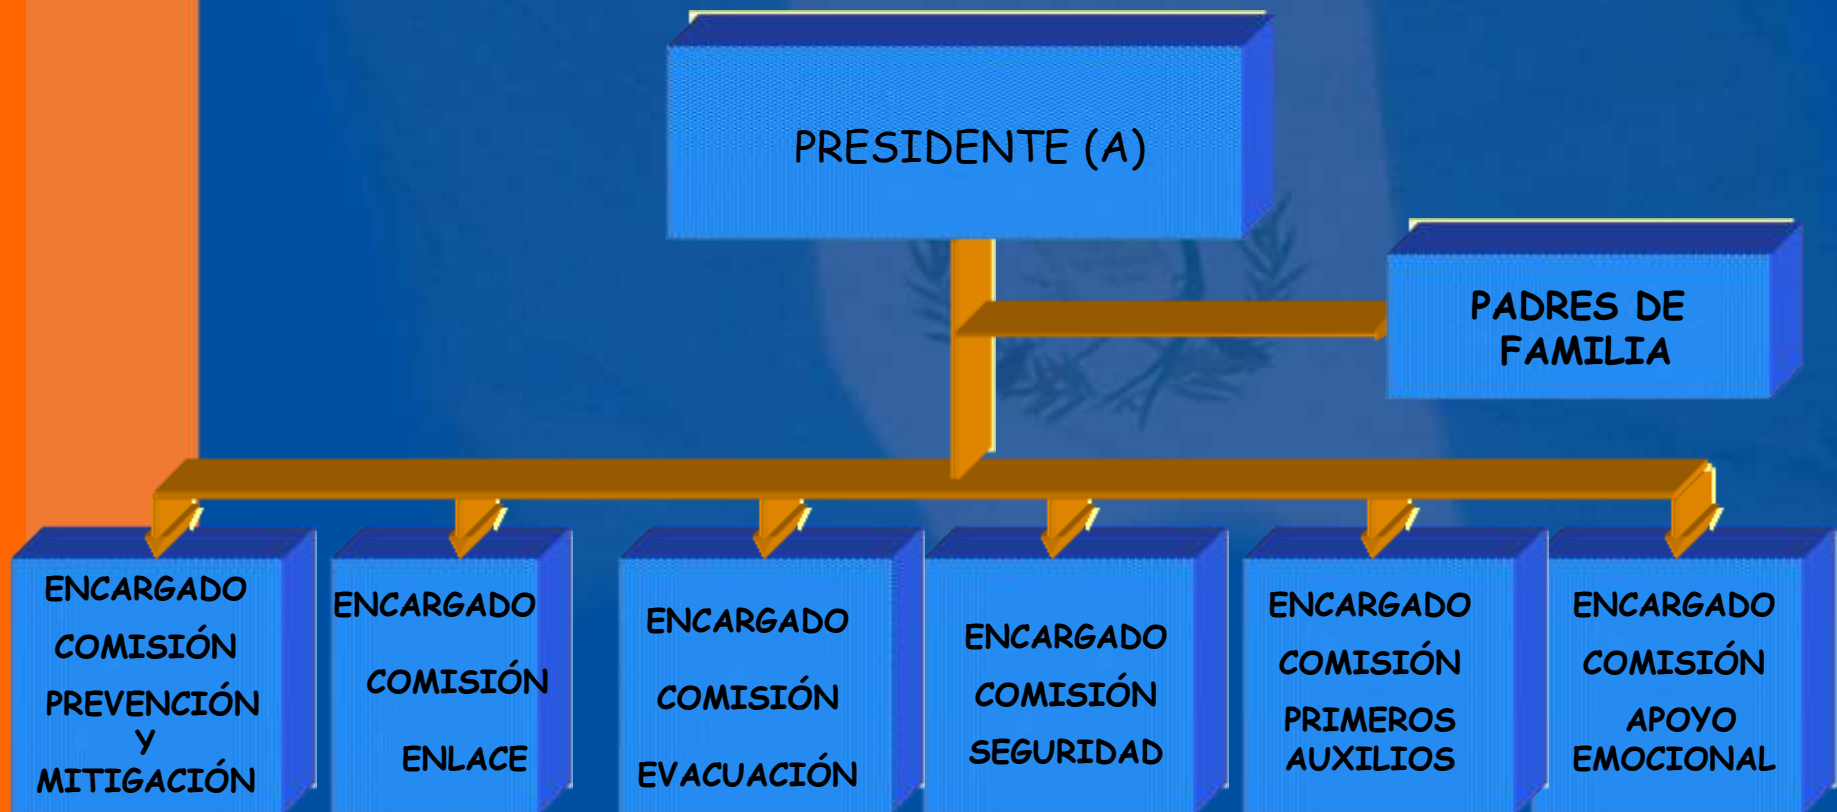 PRESIDENTE (A)
PADRES DE
FAMILIA
ENCARGADO
COMISIÓN
PREVENCIÓN
Y
MITIGACIÓN
ENCARGADO
COMISIÓN
ENLACE
ENCARGADO
COMISIÓN
EVACUACIÓN
ENCARGADO
COMISIÓN
SEGURIDAD
ENCARGADO
COMISIÓN
PRIMEROS
AUXILIOS
ENCARGADO
COMISIÓN
APOYO
EMOCIONAL